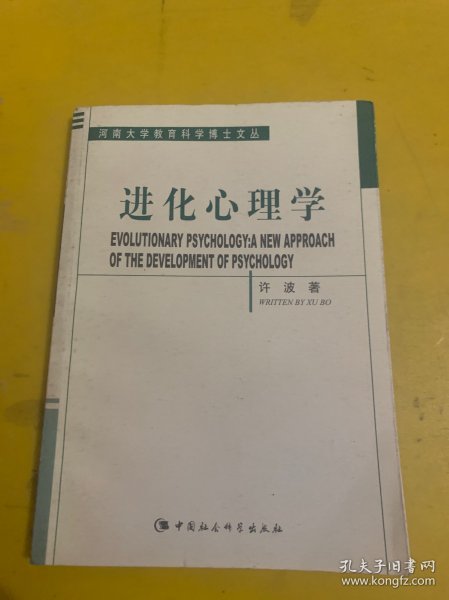 河南大学教育科学博士文丛
进化心理学
EVOLUTIONARY PSYCHOLOGY:A NEW APPROACH
OF THE DEVELOPMENT OF PSYCHOLOGY
许 波 著
WRITTEN BY XU BO
中国社会科学出版社
孔夫子旧书网
www.kongfz.com